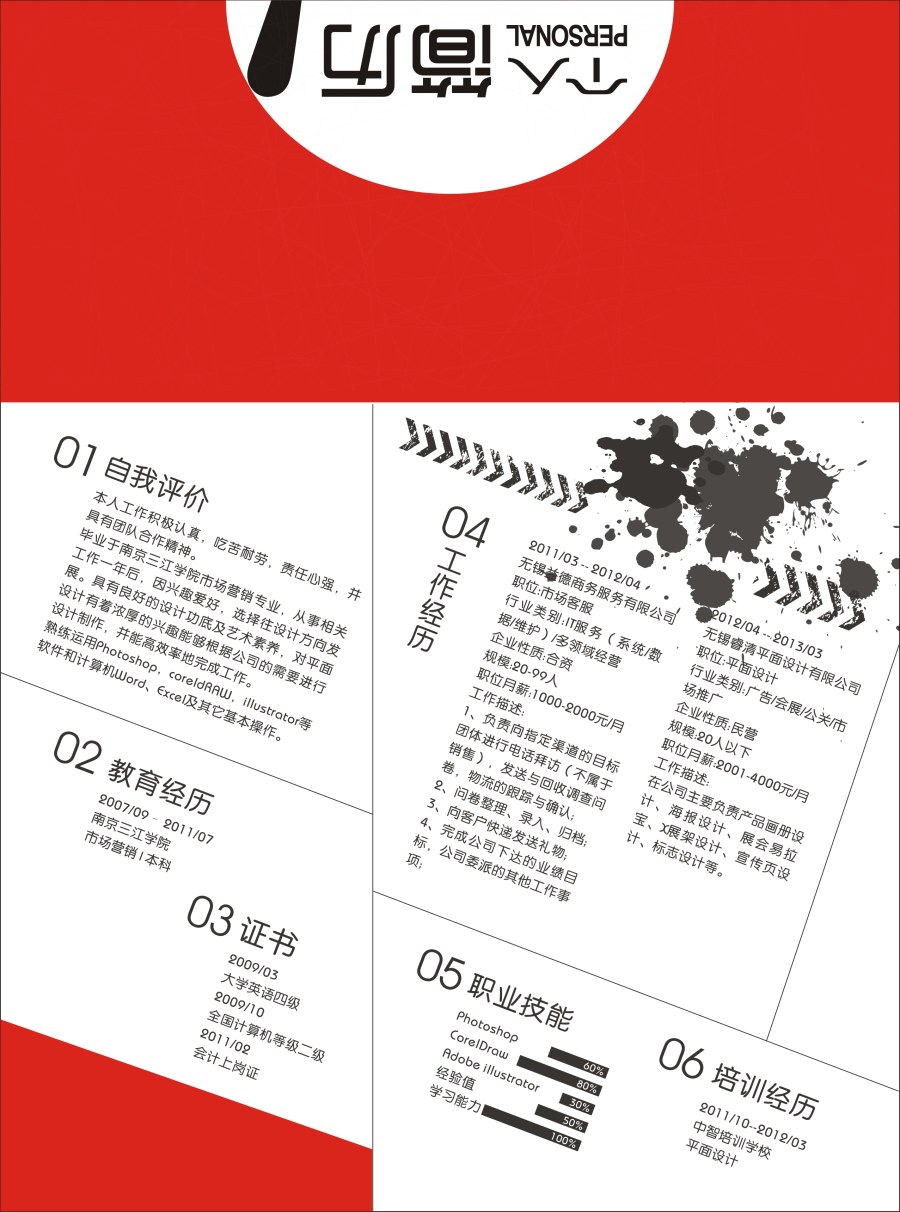 个人简历
PERSONAL
01 自我评价
本人工作积极认真，吃苦耐劳，责任心强，并
具有团队合作精神。
毕业于南京三江学院市场营销专业，从事相关
工作一年后，因兴趣爱好，选择往设计方向发
展。具有良好的设计功底及艺术素养，对平面
设计有着浓厚的兴趣能够根据公司的需要进行
设计制作，并能高效率地完成工作。
熟练运用Photoshop，coreldRAW，illustrator等
软件和计算机Word、Excel及其它基本操作。
02 教育经历
2007/09 - 2011/07
南京三江学院
市场营销|本科
03 证书
2009/03
大学英语四级
2009/10
全国计算机等级二级
2011/02
会计上岗证
04 工作经历
2011/03 -- 2012/04
无锡益德商务服务有限公司
职位:市场客服
行业类别:IT服务（系统/数
据/维护）/多领域经营
企业性质:合资
规模:20-99人
职位月薪:1000-2000元/月
工作描述:
1、负责向指定渠道的目标
团体进行电话拜访（不属于
销售），发送与回收调查问
卷，物流的跟踪与确认;
2、问卷整理、录入、归档;
3、向客户快递发送礼物;
4、完成公司下达的业绩目
标，公司委派的其他工作事
项;
2012/04 --2013/03
无锡睿清平面设计有限公司
职位:平面设计
行业类别:广告/会展/公关/市
场推广
企业性质:民营
规模:20人以下
职位月薪:2001-4000元/月
工作描述:
在公司主要负责产品画册设
计、海报设计、展会易拉
宝、X展架设计、宣传页设
计、标志设计等。
05 职业技能
Photoshop 60%
CorelDraw 80%
Adobe illustrator 30%
经验值 50%
学习能力 100%
06 培训经历
2011/10--2012/03
中智培训学校
平面设计